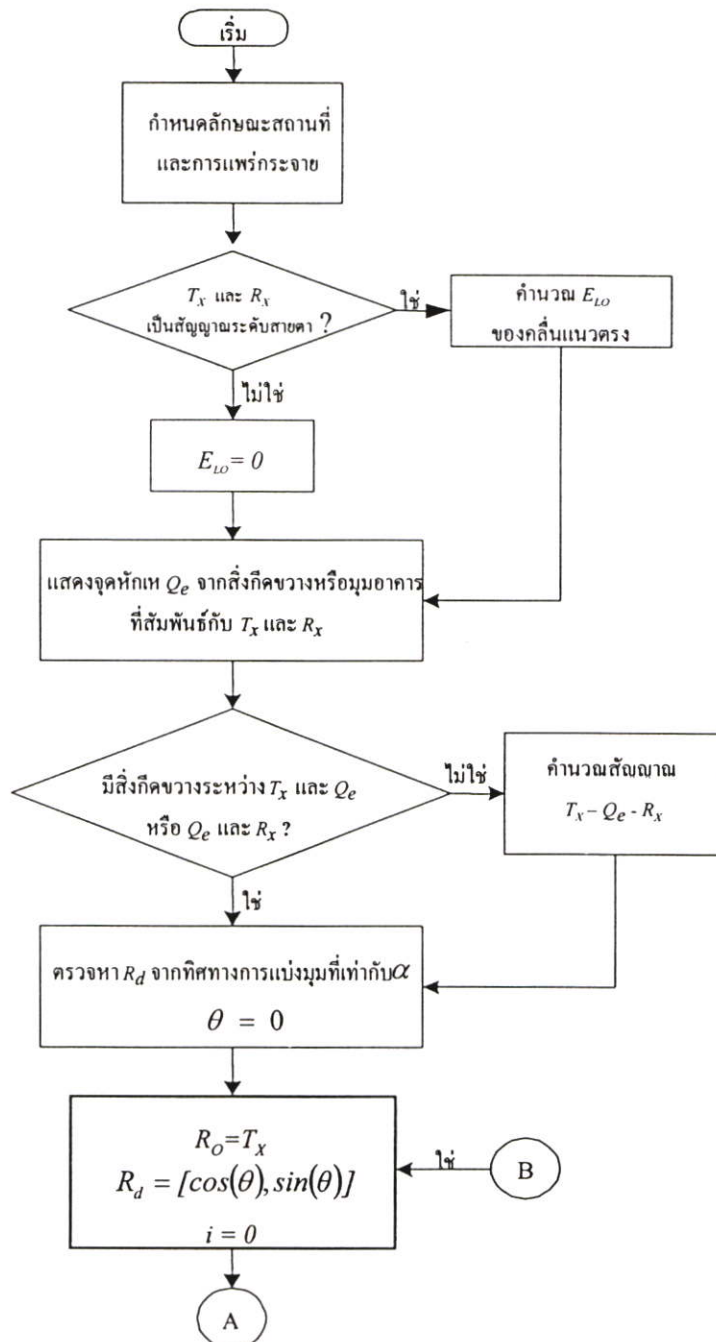 เริ่ม
กำหนดลักษณะสถานที่
และการแพร่กระจาย
T_x และ R_x
เป็นสัญญาณระดับสายตา ?
ใช่
คำนวณ E_LO
ของคลื่นแนวตรง
ไม่ใช่
E_LO = 0
แสดงจุดหักเห Q_e จากสิ่งกีดขวางหรือมุมอาคาร
ที่สัมพันธ์กับ T_x และ R_x
มีสิ่งกีดขวางระหว่าง T_x และ Q_e
หรือ Q_e และ R_x ?
ไม่ใช่
คำนวณสัญญาณ
T_x – Q_e - R_x
ใช่
ตรวจหา R_d จากทิศทางการแบ่งมุมที่เท่ากับ α
θ = 0
R_O = T_X
R_d = [cos(θ), sin(θ)]
i = 0
ใช่
B
A